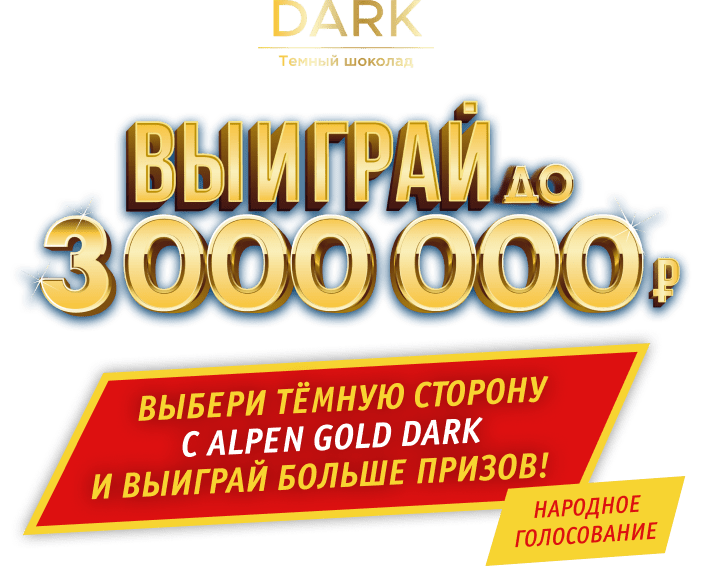 DARK
Темный шоколад
ВЫИГРАЙ ДО
3 000 000 ₽
ВЫБЕРИ ТЁМНУЮ СТОРОНУ
С ALPEN GOLD DARK
И ВЫИГРАЙ БОЛЬШЕ ПРИЗОВ!
НАРОДНОЕ
ГОЛОСОВАНИЕ